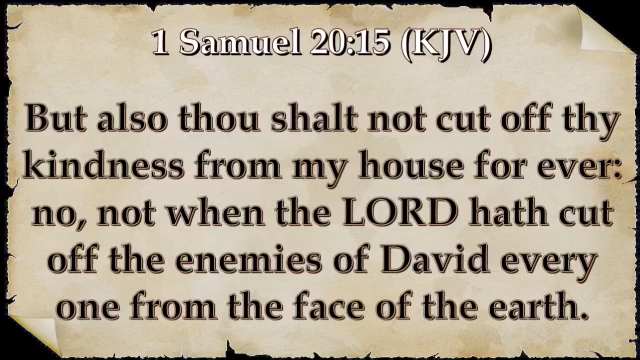 1 Samuel 20:15 (KJV)
But also thou shalt not cut off thy
kindness from my house for ever:
no, not when the LORD hath cut
off the enemies of David every
one from the face of the earth.